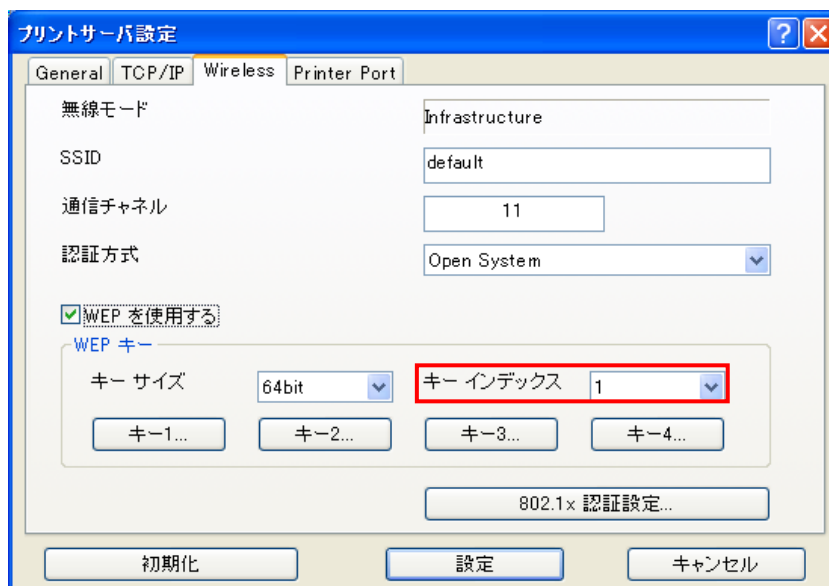 プリントサーバ設定
General TCP/IP Wireless Printer Port
無線モード Infrastructure
SSID default
通信チャネル 11
認証方式 Open System
WEP を使用する
WEP キー
キー サイズ 64bit キー インデックス 1
キー1... キー2... キー3... キー4...
802.1x 認証設定...
初期化 設定 キャンセル